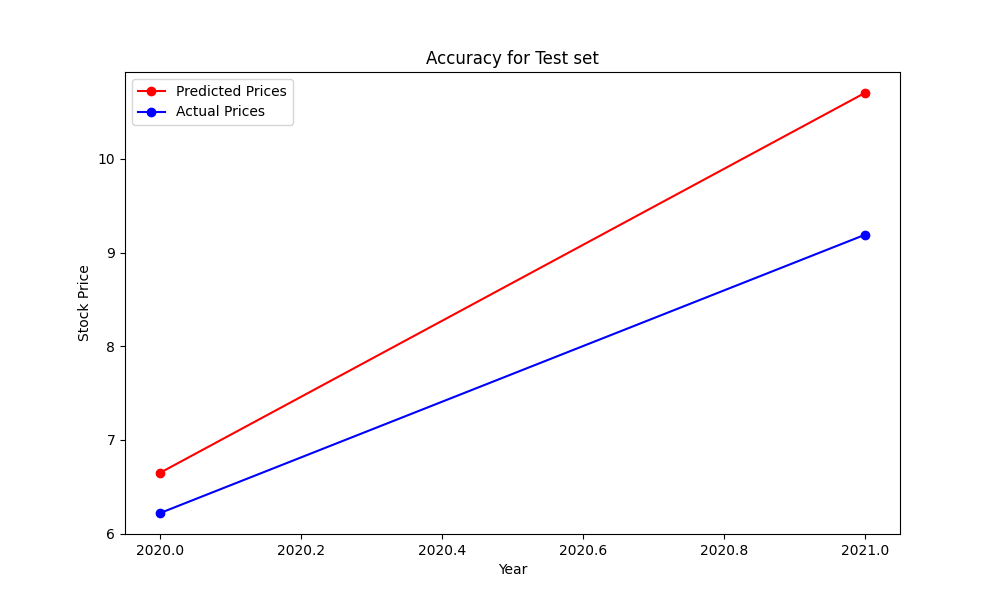 Accuracy for Test set
Predicted Prices
Actual Prices
10
9
8
7
6
Stock Price
2020.0 2020.2 2020.4 2020.6 2020.8 2021.0
Year